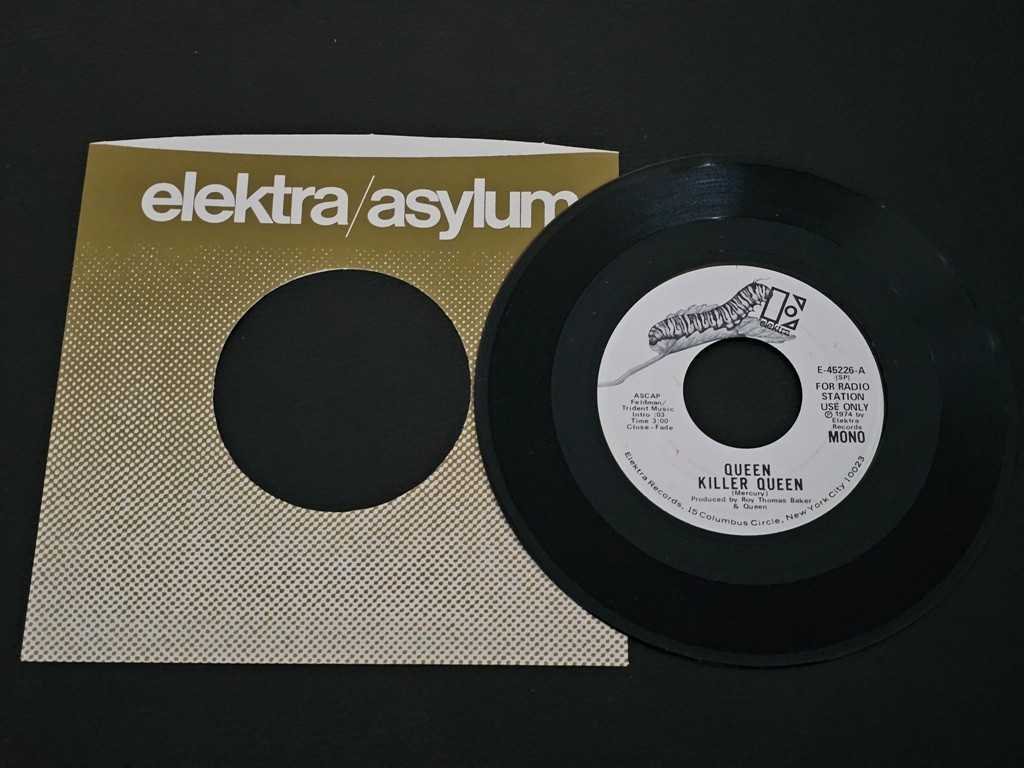 elektra/asylum
elektra
E-45226-A
(SP)
FOR RADIO
STATION
USE ONLY
℗ 1974 by
Elektra
Records
MONO
ASCAP
Feldman/
Trident Music
Intro :03
Time 3:00
Close-Fade
QUEEN
KILLER QUEEN
(Mercury)
Produced by Roy Thomas Baker
& Queen
Elektra Records, 15 Columbus Circle, New York City 10023